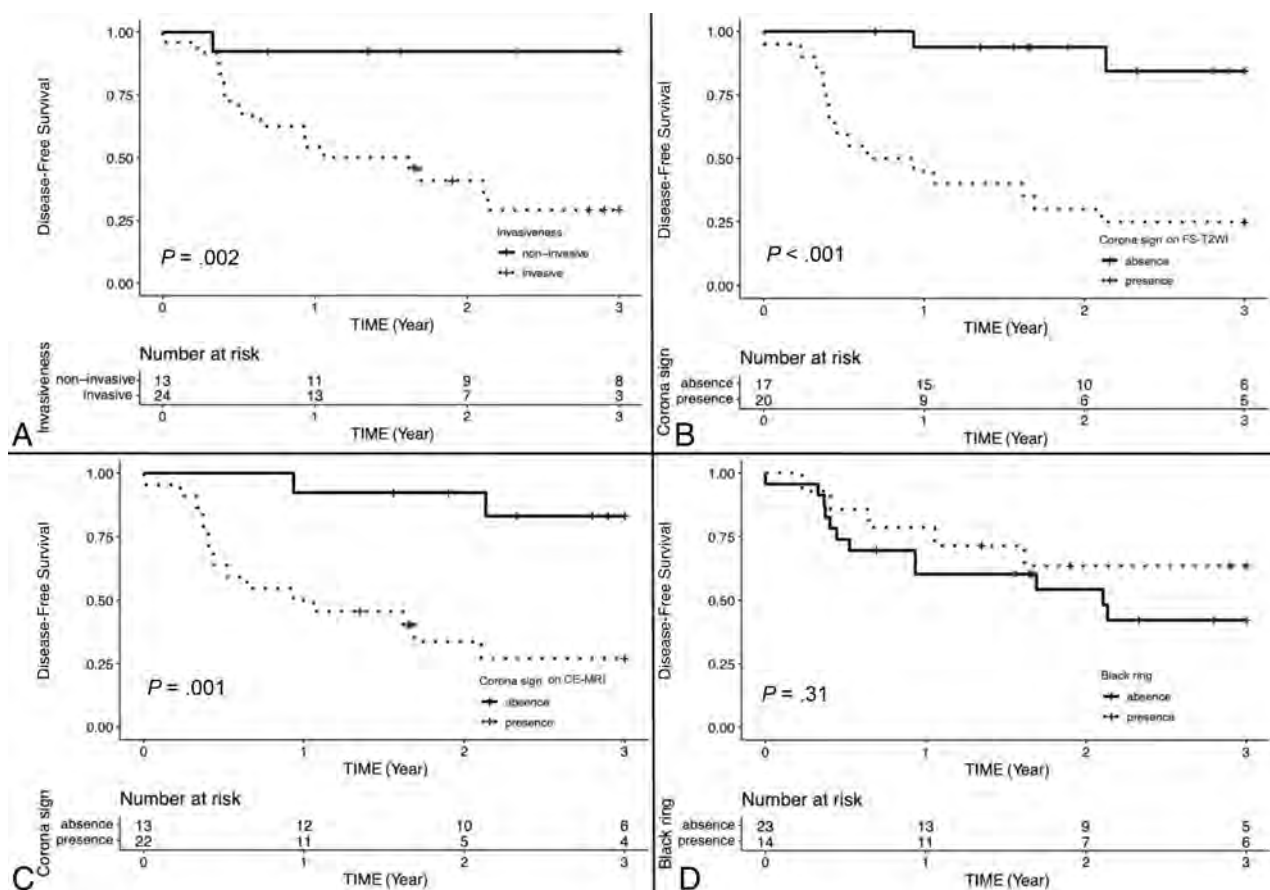 A
Disease-Free Survival
1.00
0.75
0.50
0.25
0.00
P = .002
Invasiveness
non-invasive
invasive
0 1 2 3
TIME (Year)
Number at risk
Invasiveness
non-invasive 13 11 9 8
invasive 24 13 7 3
0 1 2 3
TIME (Year)
B
Disease-Free Survival
1.00
0.75
0.50
0.25
0.00
P < .001
Corona sign on FS-T2WI
absence
presence
0 1 2 3
TIME (Year)
Number at risk
Corona sign
absence 17 15 10 6
presence 20 9 6 5
0 1 2 3
TIME (Year)
C
Disease-Free Survival
1.00
0.75
0.50
0.25
0.00
P = .001
Corona sign on CE-MRI
absence
presence
0 1 2 3
TIME (Year)
Number at risk
Corona sign
absence 13 12 10 6
presence 22 11 5 4
0 1 2 3
TIME (Year)
D
Disease-Free Survival
1.00
0.75
0.50
0.25
0.00
P = .31
Black ring
absence
presence
0 1 2 3
TIME (Year)
Number at risk
Black ring
absence 23 13 9 5
presence 14 11 7 6
0 1 2 3
TIME (Year)